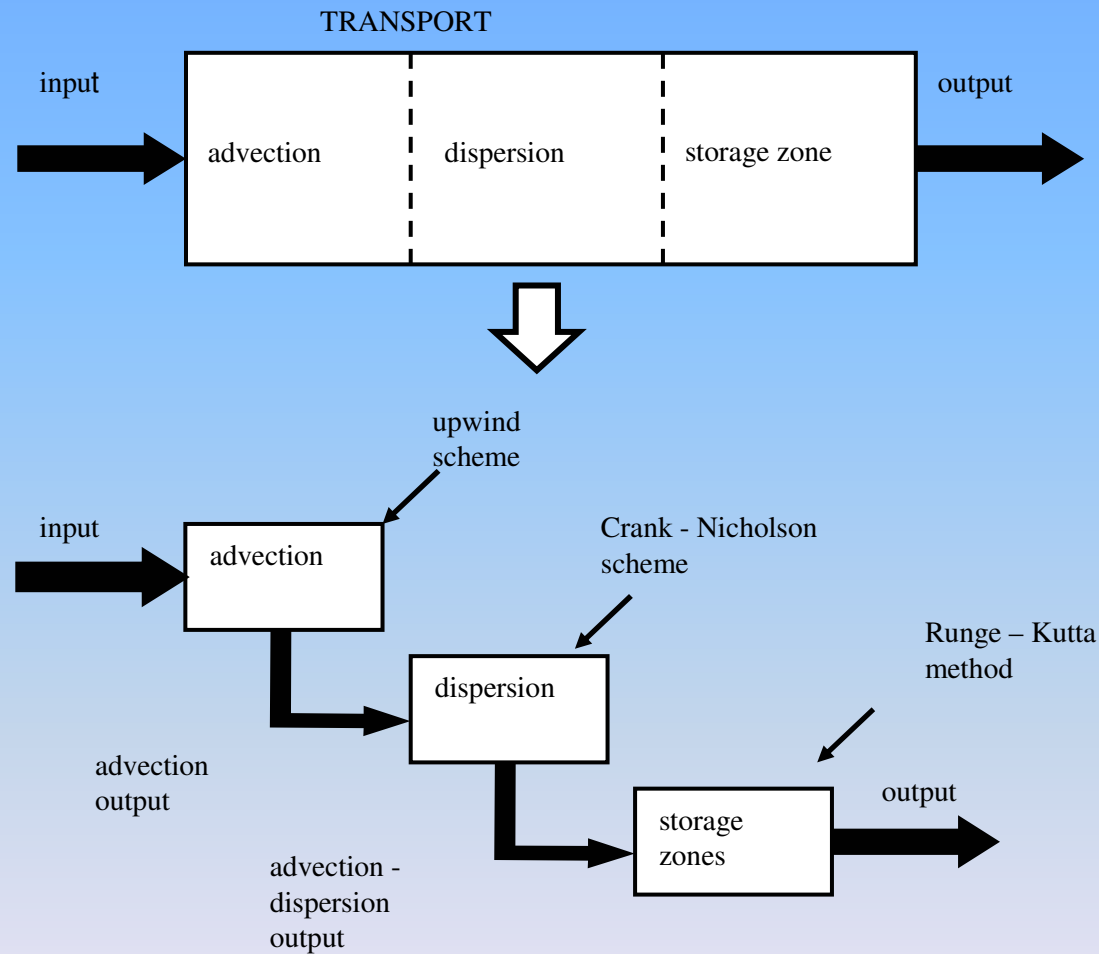 TRANSPORT
input
output
advection
dispersion
storage zone
upwind
scheme
input
advection
Crank - Nicholson
scheme
Runge – Kutta
method
dispersion
advection
output
storage
zones
output
advection -
dispersion
output